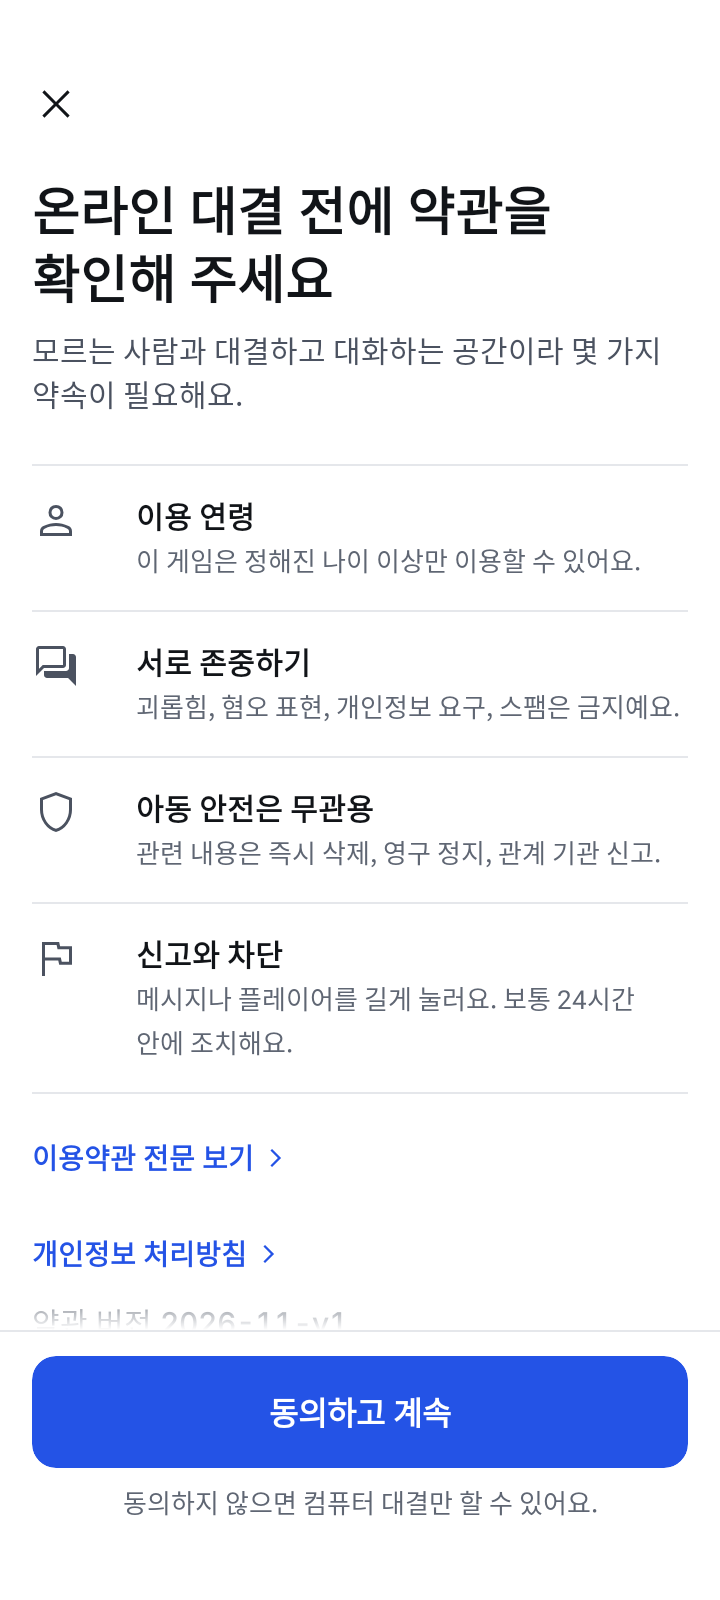 온라인 대결 전에 약관을
확인해 주세요
모르는 사람과 대결하고 대화하는 공간이라 몇 가지
약속이 필요해요.
이용 연령
이 게임은 정해진 나이 이상만 이용할 수 있어요.
서로 존중하기
괴롭힘, 혐오 표현, 개인정보 요구, 스팸은 금지예요.
아동 안전은 무관용
관련 내용은 즉시 삭제, 영구 정지, 관계 기관 신고.
신고와 차단
메시지나 플레이어를 길게 눌러요. 보통 24시간
안에 조치해요.
이용약관 전문 보기
개인정보 처리방침
약관 버전 2026-11-v1
동의하고 계속
동의하지 않으면 컴퓨터 대결만 할 수 있어요.